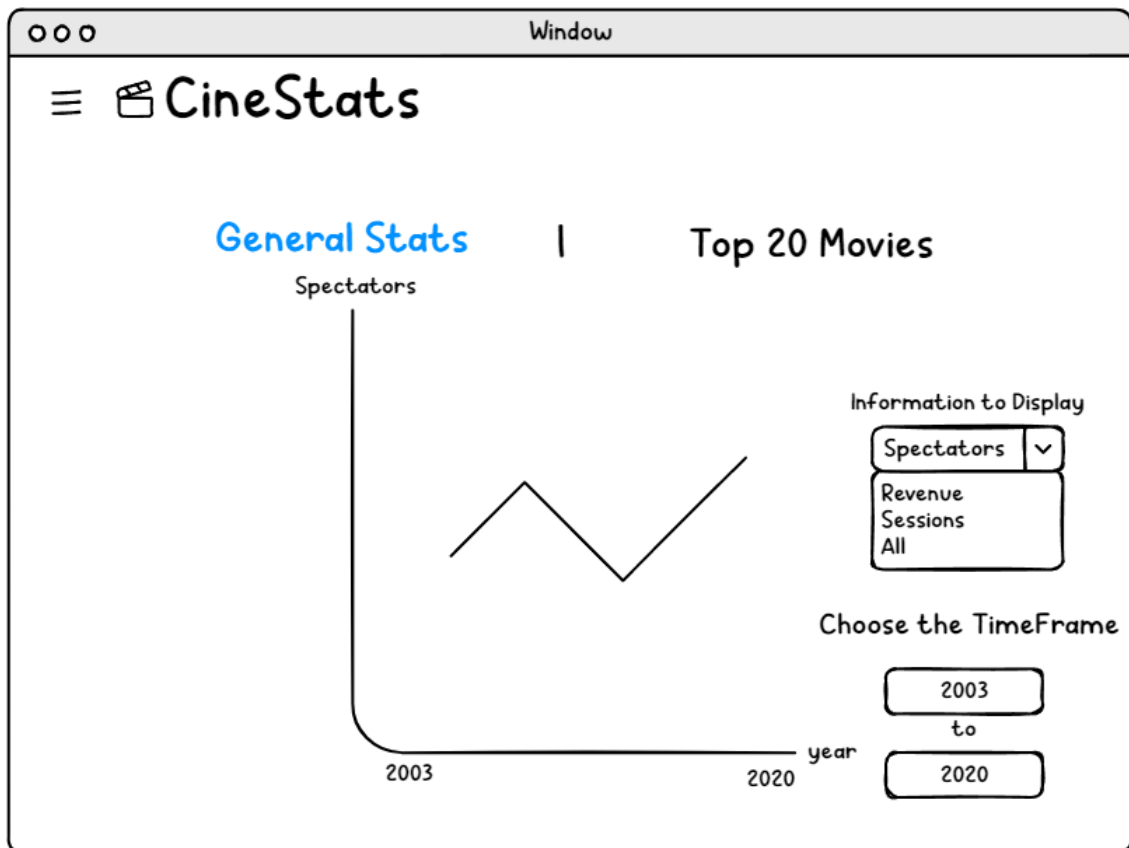 Window
CineStats
General Stats | Top 20 Movies
Spectators
Information to Display
Spectators
Revenue
Sessions
All
Choose the TimeFrame
2003
to
2020
year
2003
2020